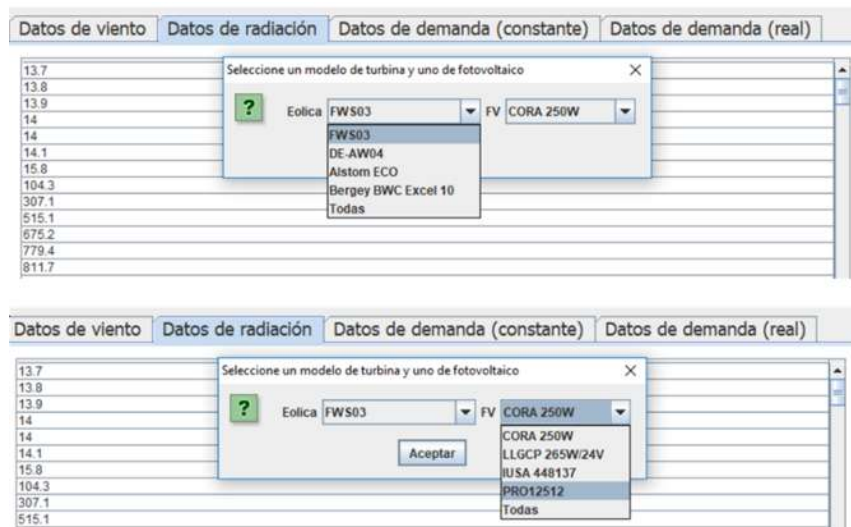 Datos de viento Datos de radiación Datos de demanda (constante) Datos de demanda (real)
13.7
13.8
13.9
14
14
14.1
15.8
104.3
307.1
515.1
675.2
779.4
811.7
Seleccione un modelo de turbina y uno de fotovoltaico
?
Eolica FWS03 FV CORA 250W
FWS03
DE-AW04
Alstom ECO
Bergey BWC Excel 10
Todas
Datos de viento Datos de radiación Datos de demanda (constante) Datos de demanda (real)
13.7
13.8
13.9
14
14
14.1
15.8
104.3
307.1
515.1
Seleccione un modelo de turbina y uno de fotovoltaico
?
Eolica FWS03 FV CORA 250W
Aceptar
CORA 250W
LLGCP 265W/24V
IUSA 448137
PRO12512
Todas